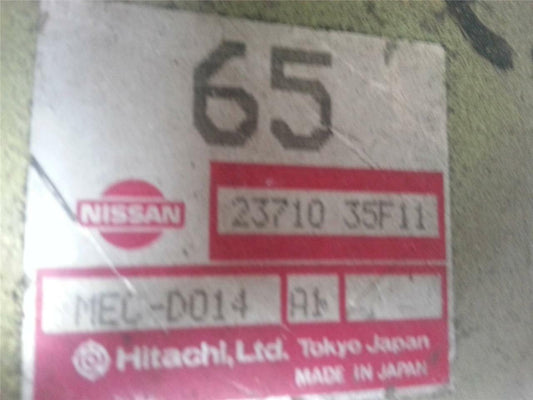 65
NISSAN 23710 35F11
MEC-D014 A1
Hitachi, Ltd. Tokyo Japan
MADE IN JAPAN